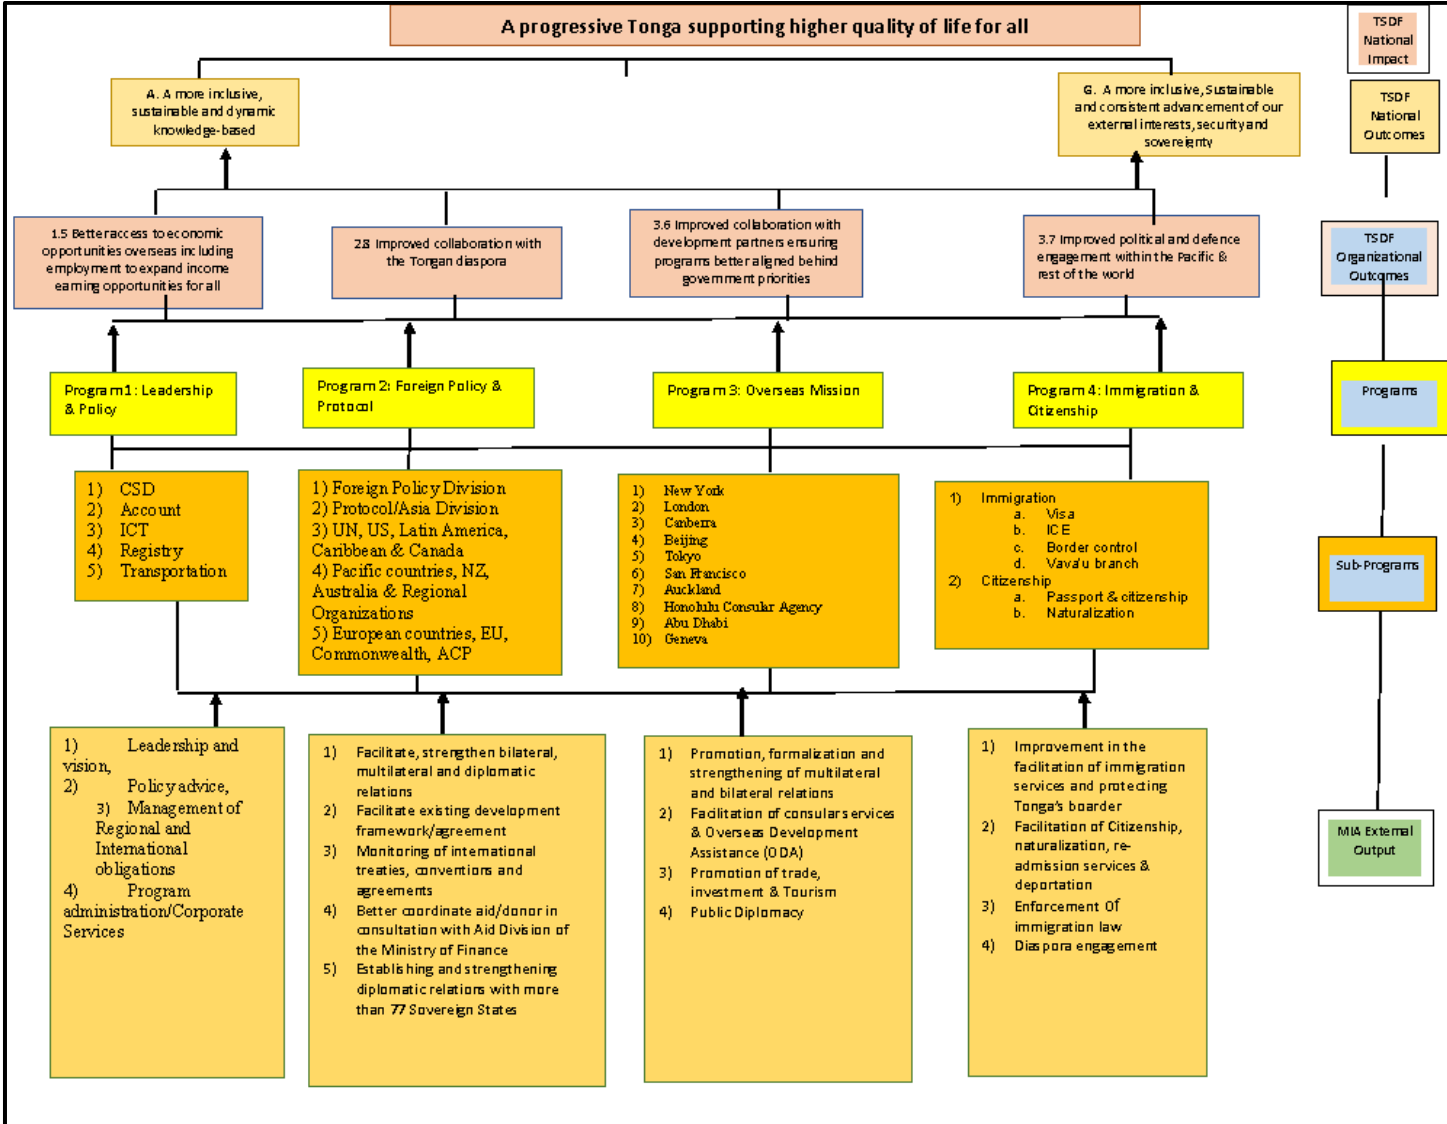 A progressive Tonga supporting higher quality of life for all
TSDF
National
Impact
A. A more inclusive,
sustainable and dynamic
knowledge-based
G. A more inclusive, Sustainable
and consistent advancement of our
external interests, security and
sovereignty
TSDF
National
Outcomes
1.5 Better access to economic
opportunities overseas including
employment to expand income
earning opportunities for all
2.8 Improved collaboration with
the Tongan diaspora
3.6 Improved collaboration with
development partners ensuring
programs better aligned behind
government priorities
3.7 Improved political and defence
engagement within the Pacific &
rest of the world
TSDF
Organizational
Outcomes
Program 1: Leadership
& Policy
Program 2: Foreign Policy &
Protocol
Program 3: Overseas Mission
Program 4: Immigration &
Citizenship
Programs
1) CSD
2) Account
3) ICT
4) Registry
5) Transportation
1) Foreign Policy Division
2) Protocol/Asia Division
3) UN, US, Latin America,
Caribbean & Canada
4) Pacific countries, NZ,
Australia & Regional
Organizations
5) European countries, EU,
Commonwealth, ACP
1) New York
2) London
3) Canberra
4) Beijing
5) Tokyo
6) San Francisco
7) Auckland
8) Honolulu Consular Agency
9) Abu Dhabi
10) Geneva
1) Immigration
a. Visa
b. ICE
c. Border control
d. Vava'u branch
2) Citizenship
a. Passport & citizenship
b. Naturalization
Sub-Programs
1) Leadership and
vision,
2) Policy advice,
3) Management of
Regional and
International
obligations
4) Program
administration/Corporate
Services
1) Facilitate, strengthen bilateral,
multilateral and diplomatic
relations
2) Facilitate existing development
framework/agreement
3) Monitoring of international
treaties, conventions and
agreements
4) Better coordinate aid/donor in
consultation with Aid Division of
the Ministry of Finance
5) Establishing and strengthening
diplomatic relations with more
than 77 Sovereign States
1) Promotion, formalization and
strengthening of multilateral
and bilateral relations
2) Facilitation of consular services
& Overseas Development
Assistance (ODA)
3) Promotion of trade,
investment & Tourism
4) Public Diplomacy
1) Improvement in the
facilitation of immigration
services and protecting
Tonga's boarder
2) Facilitation of Citizenship,
naturalization, re-
admission services &
deportation
3) Enforcement Of
immigration law
4) Diaspora engagement
MIA External
Output